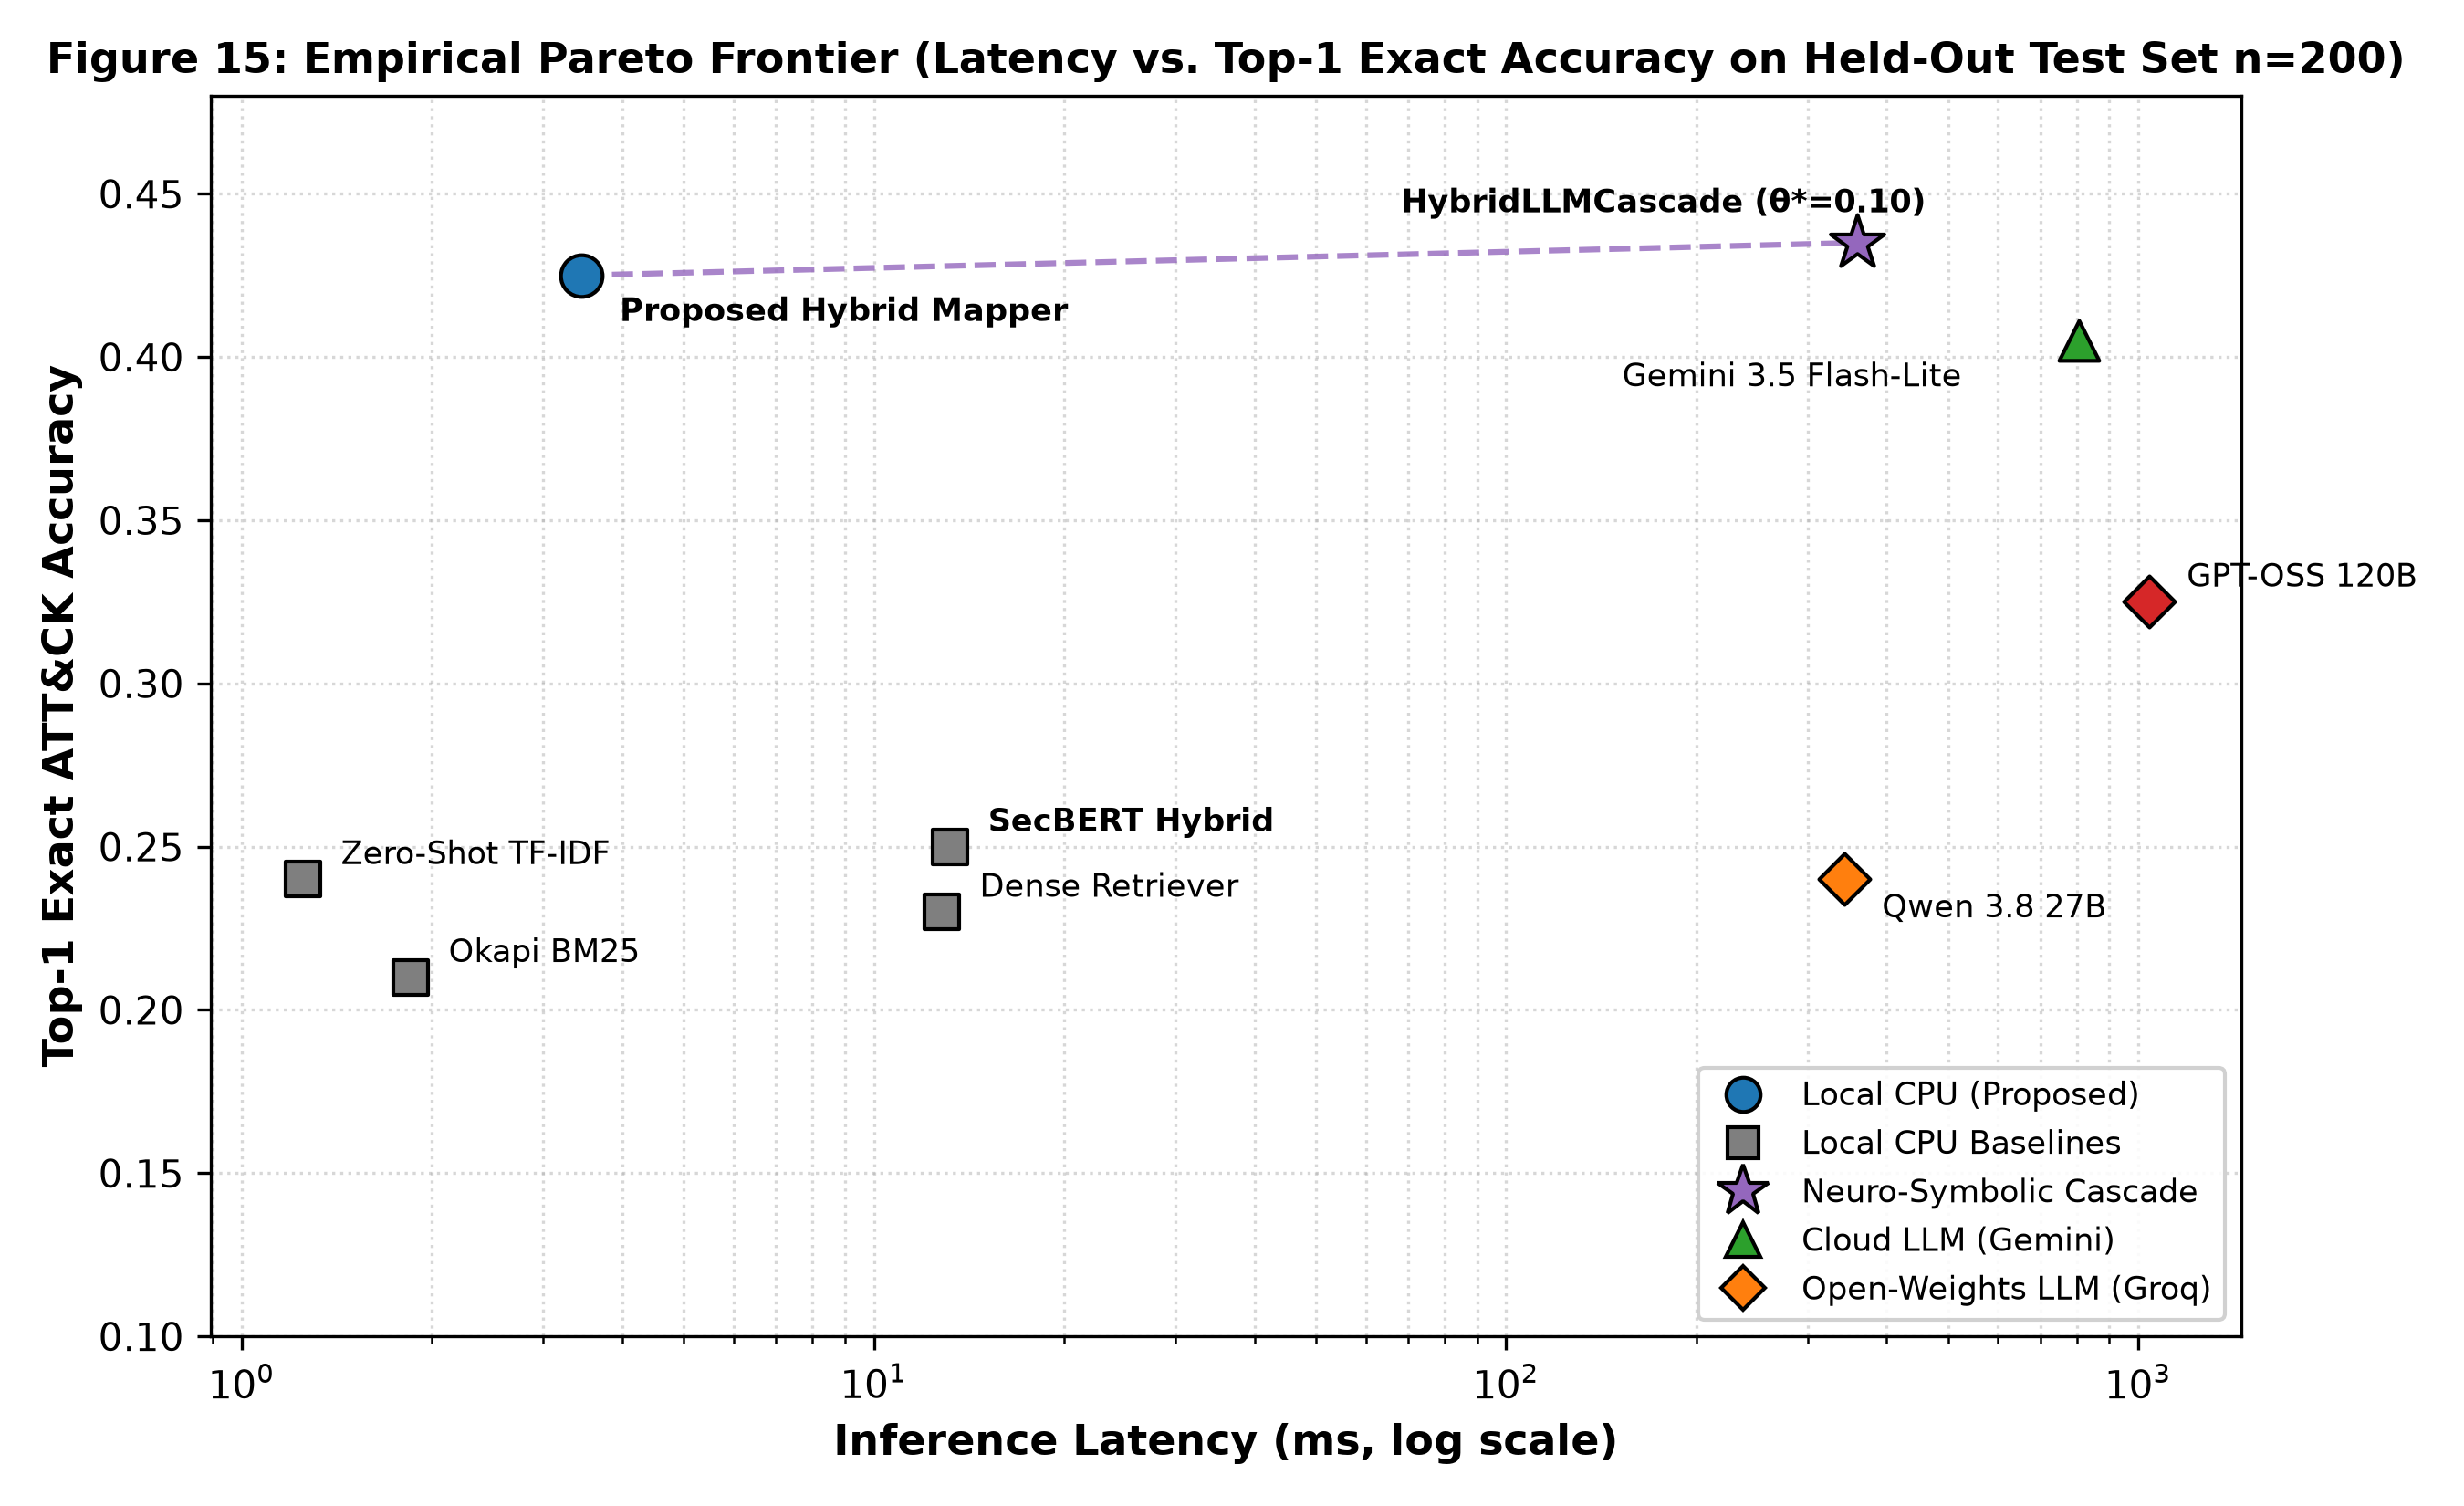 Figure 15: Empirical Pareto Frontier (Latency vs. Top-1 Exact Accuracy on Held-Out Test Set n=200)
Top-1 Exact ATT&CK Accuracy
0.45
0.40
0.35
0.30
0.25
0.20
0.15
0.10
HybridLLMCascade (θ*=0.10)
Proposed Hybrid Mapper
Gemini 3.5 Flash-Lite
GPT-OSS 120B
SecBERT Hybrid
Zero-Shot TF-IDF
Dense Retriever
Qwen 3.8 27B
Okapi BM25
Local CPU (Proposed)
Local CPU Baselines
Neuro-Symbolic Cascade
Cloud LLM (Gemini)
Open-Weights LLM (Groq)
10⁰ 10¹ 10² 10³
Inference Latency (ms, log scale)